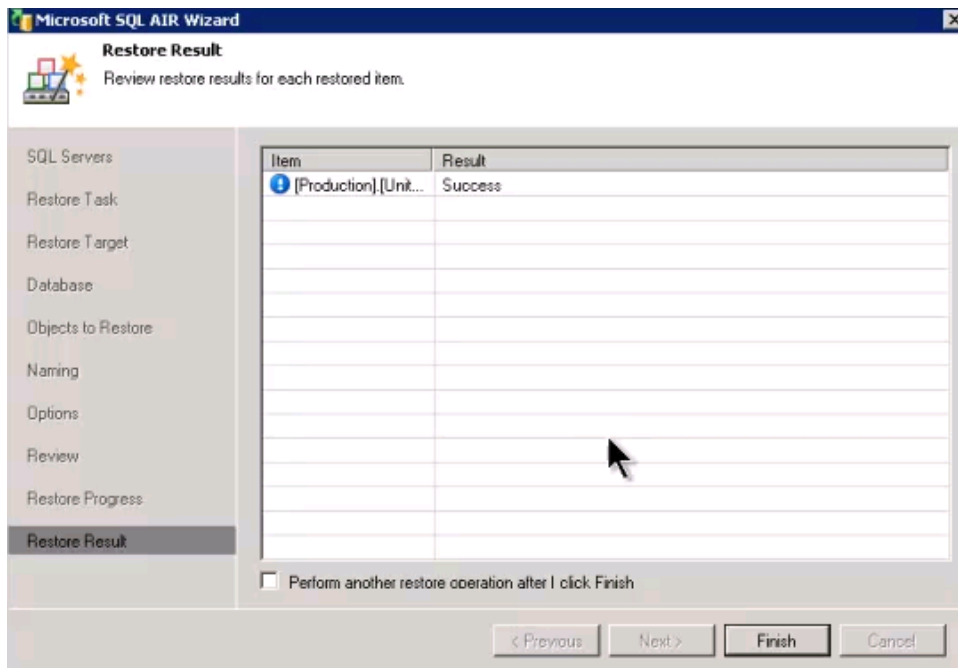 Microsoft SQL AIR Wizard
Restore Result
Review restore results for each restored item.
SQL Servers
Restore Task
Restore Target
Database
Objects to Restore
Naming
Options
Review
Restore Progress
Restore Result
Item Result
[Production].[Unit... Success
Perform another restore operation after I click Finish
< Previous Next > Finish Cancel